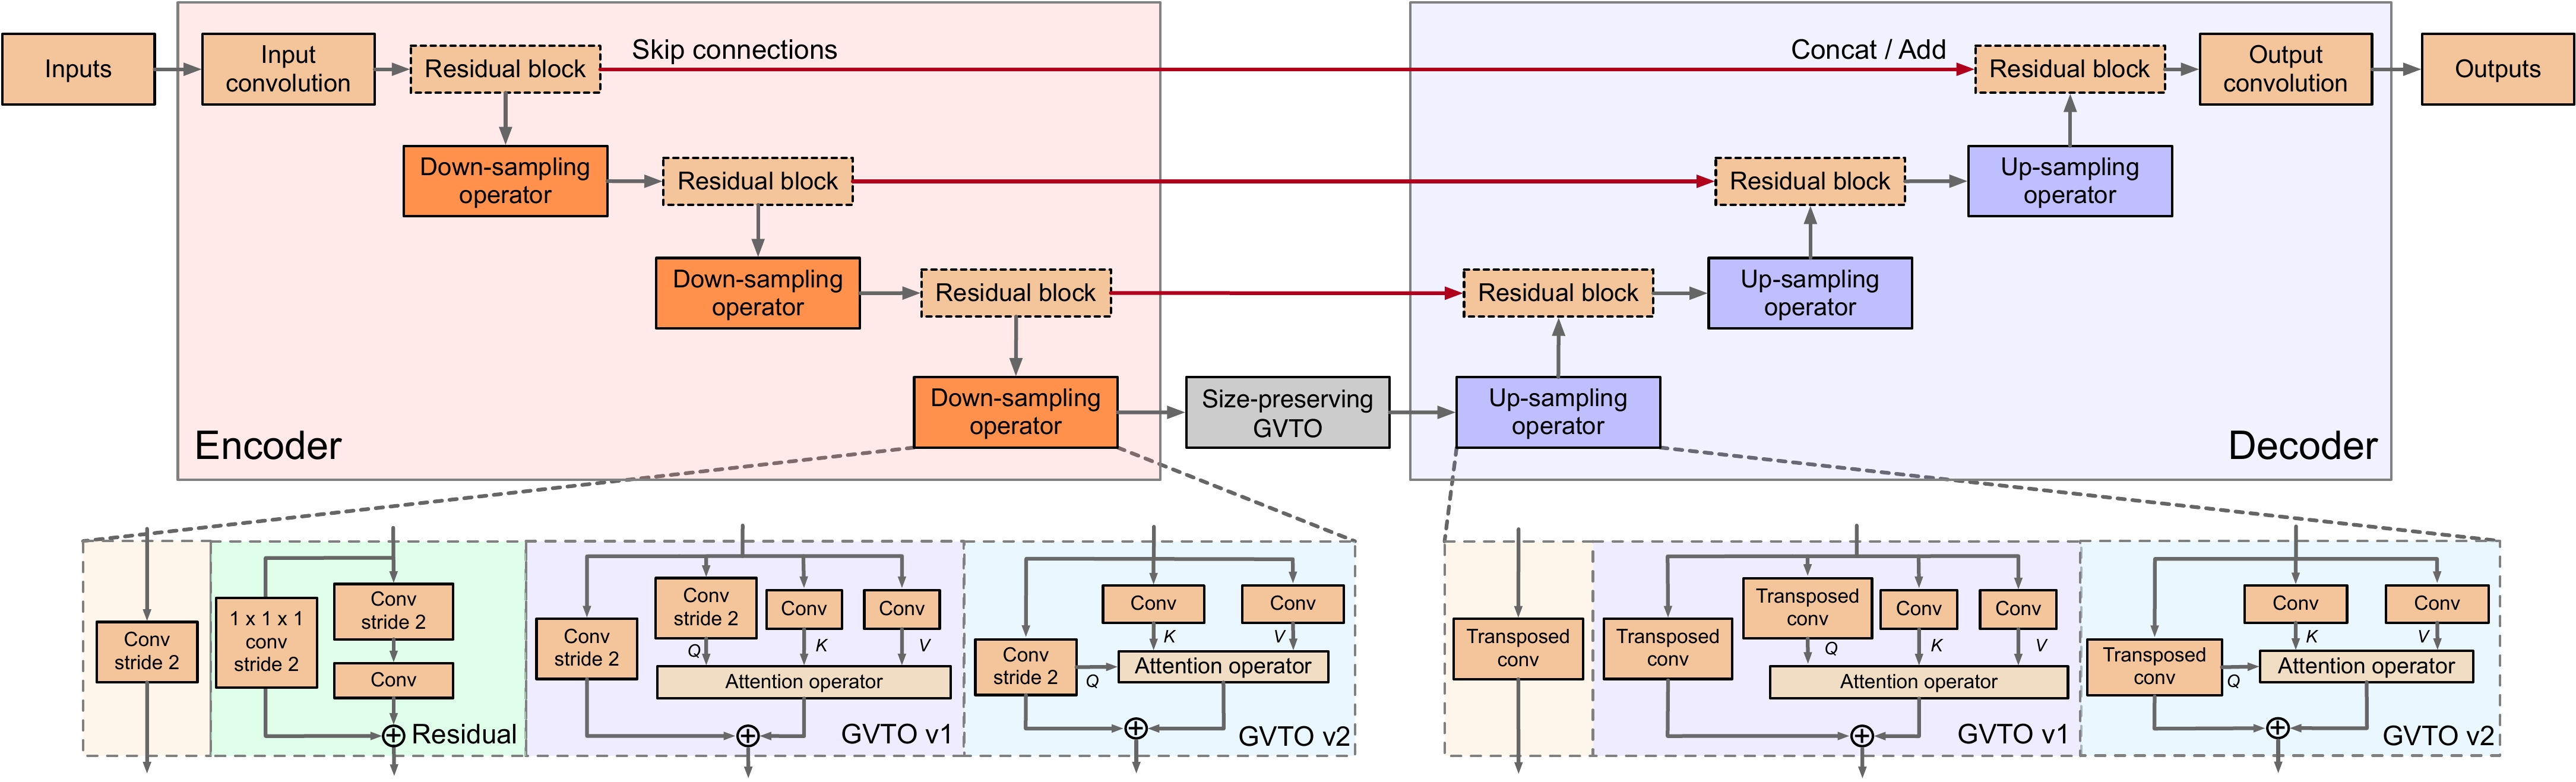 Inputs
Input
convolution
Residual block
Skip connections
Concat / Add
Residual block
Output
convolution
Outputs
Down-sampling
operator
Residual block
Residual block
Up-sampling
operator
Down-sampling
operator
Residual block
Residual block
Up-sampling
operator
Encoder
Down-sampling
operator
Size-preserving
GVTO
Up-sampling
operator
Decoder
Conv
stride 2
1 x 1 x 1
conv
stride 2
Conv
stride 2
Conv
Residual
Conv
stride 2
Conv
stride 2
Conv
Conv
Q
K
V
Attention operator
GVTO v1
Conv
stride 2
Conv
Conv
Q
K
V
Attention operator
GVTO v2
Transposed
conv
Transposed
conv
Transposed
conv
Conv
Conv
Q
K
V
Attention operator
GVTO v1
Transposed
conv
Conv
Conv
Q
K
V
Attention operator
GVTO v2